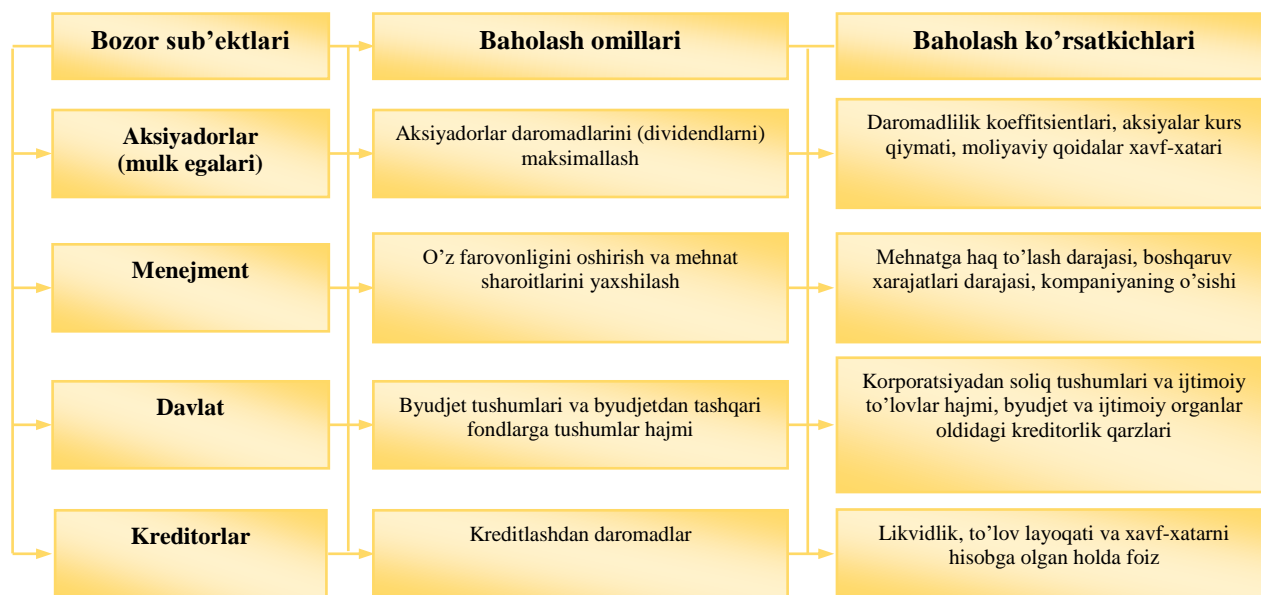 Bozor sub’ektlari
Baholash omillari
Baholash ko’rsatkichlari
Aksiyadorlar
(mulk egalari)
Aksiyadorlar daromadlarini (dividendlarni)
maksimallash
Daromadlilik koeffitsientlari, aksiyalar kurs
qiymati, moliyaviy qoidalar xavf-xatari
Menejment
O’z farovonligini oshirish va mehnat
sharoitlarini yaxshilash
Mehnatga haq to’lash darajasi, boshqaruv
xarajatlari darajasi, kompaniyaning o’sishi
Davlat
Byudjet tushumlari va byudjetdan tashqari
fondlarga tushumlar hajmi
Korporatsiyadan soliq tushumlari va ijtimoiy
to’lovlar hajmi, byudjet va ijtimoiy organlar
oldidagi kreditorlik qarzlari
Kreditorlar
Kreditlashdan daromadlar
Likvidlik, to’lov layoqati va xavf-xatarni
hisobga olgan holda foiz